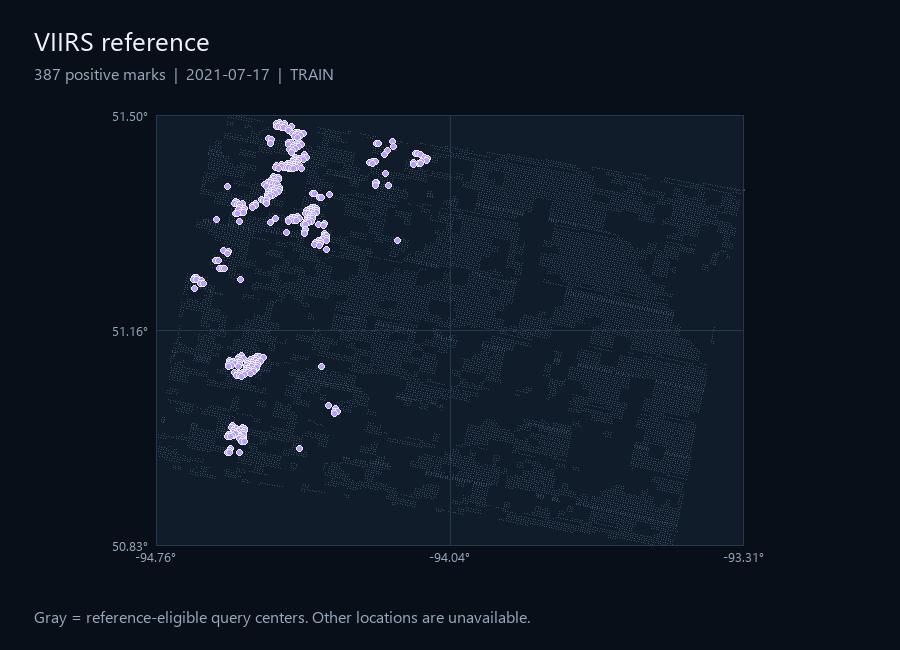 VIIRS reference
387 positive marks | 2021-07-17 | TRAIN
51.50°
51.16°
50.83°
-94.76°
-94.04°
-93.31°
Gray = reference-eligible query centers. Other locations are unavailable.